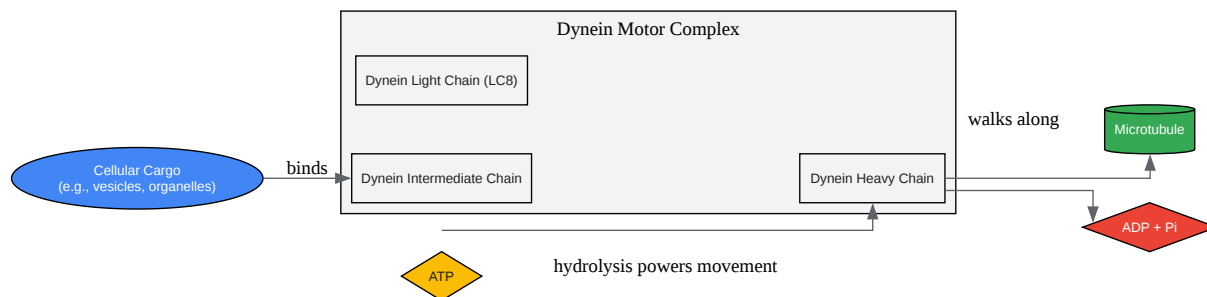 Dynein Motor Complex
Dynein Light Chain (LC8)
walks along
Microtubule
Cellular Cargo
(e.g., vesicles, organelles)
binds
Dynein Intermediate Chain
Dynein Heavy Chain
ADP + Pi
ATP
hydrolysis powers movement